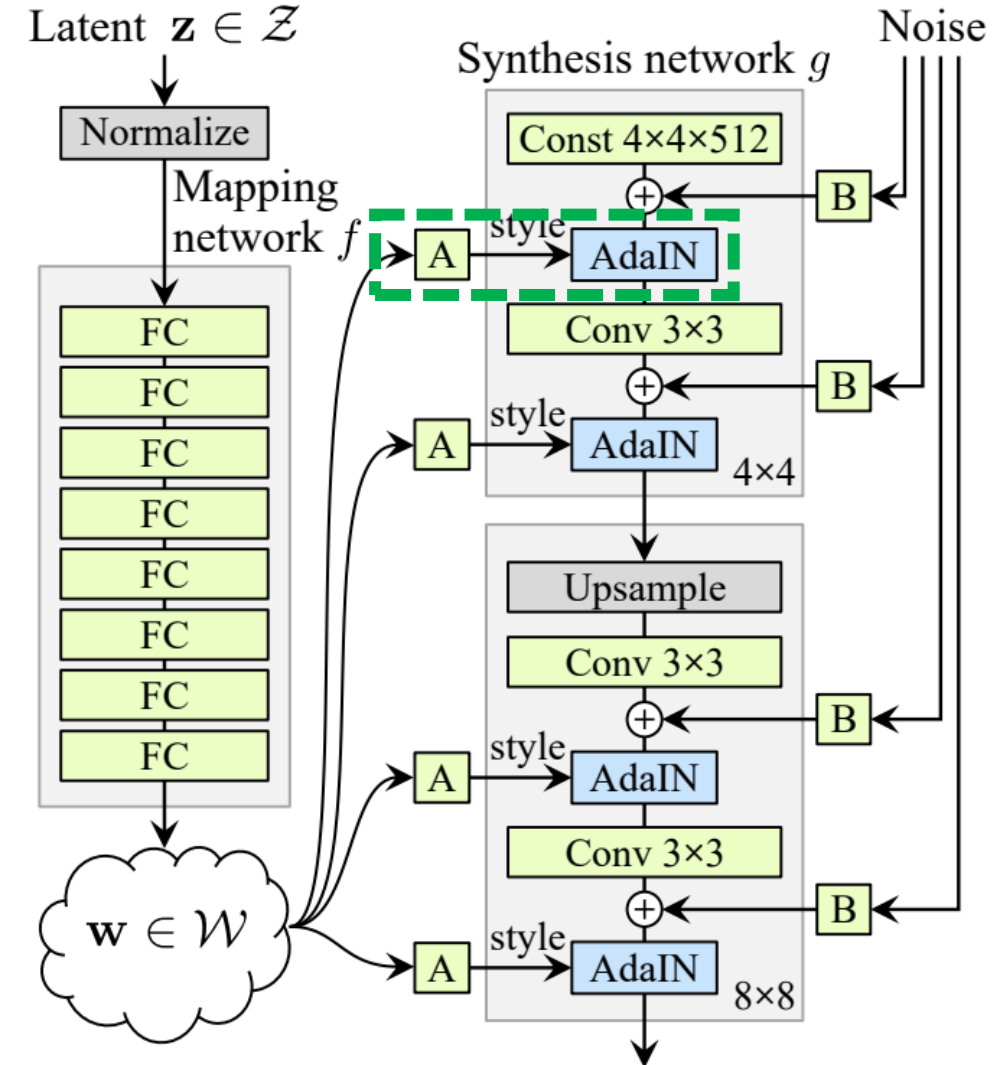 Latent z ∈ 𝒵
Normalize
Mapping
network f
FC
FC
FC
FC
FC
FC
FC
FC
w ∈ 𝒲
Synthesis network g
Noise
Const 4×4×512
+
B
A
style
AdaIN
Conv 3×3
+
B
A
style
AdaIN
4×4
Upsample
Conv 3×3
+
B
A
style
AdaIN
Conv 3×3
+
B
A
style
AdaIN
8×8